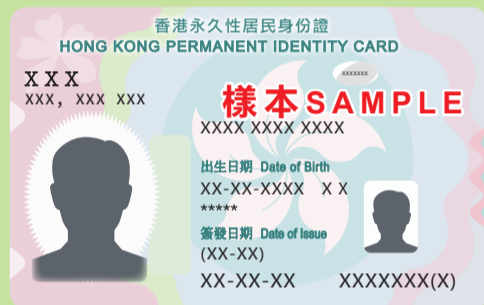 香港永久性居民身份證
HONG KONG PERMANENT IDENTITY CARD
XXX
XXX, XXX XXX
XXXXXXX
樣本SAMPLE
XXXX XXXX XXXX
出生日期 Date of Birth
XX-XX-XXXX X X
*****
簽發日期 Date of Issue
(XX-XX)
XX-XX-XX XXXXXXX(X)